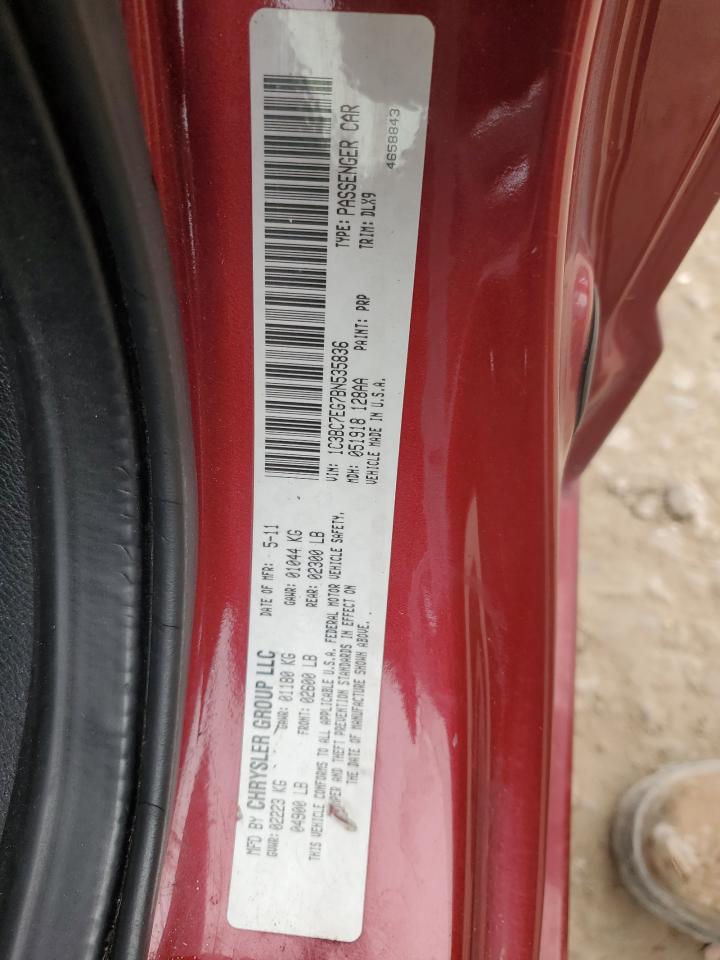 MFD BY CHRYSLER GROUP LLC DATE OF MFR: 5-11
GVWR: 02223 KG GAWR: 01180 KG GAWR: 01044 KG
04900 LB FRONT: 02600 LB REAR: 02300 LB
THIS VEHICLE CONFORMS TO ALL APPLICABLE U.S.A. FEDERAL MOTOR VEHICLE SAFETY,
BUMPER AND THEFT PREVENTION STANDARDS IN EFFECT ON
THE DATE OF MANUFACTURE SHOWN ABOVE.
VIN: 1C3BC7EG7BN535836 TYPE: PASSENGER CAR
MDH: 051918 128AA PAINT: PRP TRIM: DLX9
VEHICLE MADE IN U.S.A.
4658843